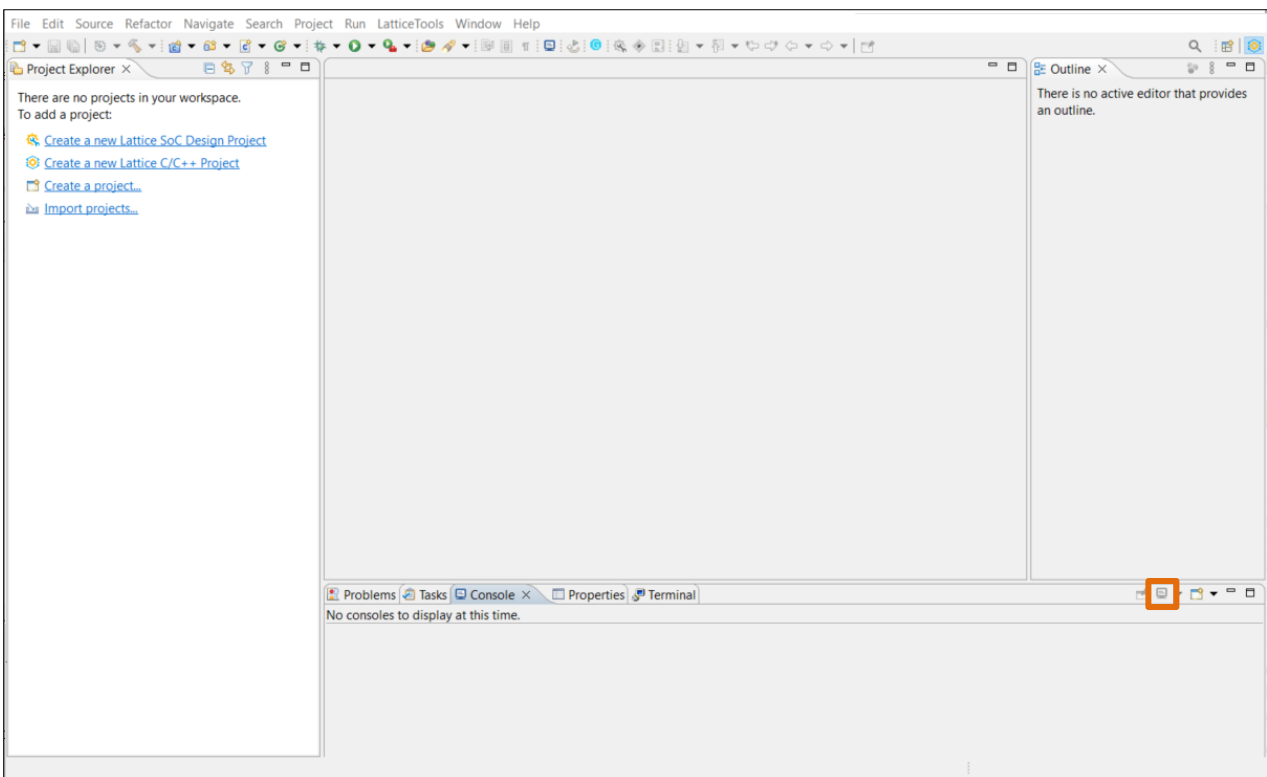 File Edit Source Refactor Navigate Search Project Run LatticeTools Window Help
Project Explorer
There are no projects in your workspace.
To add a project:
Create a new Lattice SoC Design Project
Create a new Lattice C/C++ Project
Create a project...
Import projects...
Outline
There is no active editor that provides
an outline.
Problems Tasks Console Properties Terminal
No consoles to display at this time.